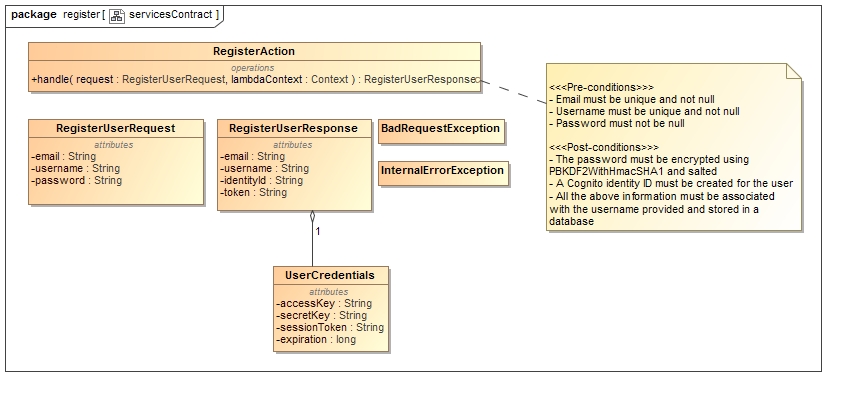 package register [ servicesContract ]
RegisterAction
operations
+handle( request : RegisterUserRequest, lambdaContext : Context ) : RegisterUserResponse
<<<Pre-conditions>>>
- Email must be unique and not null
- Username must be unique and not null
- Password must not be null
<<<Post-conditions>>>
- The password must be encrypted using
PBKDF2WithHmacSHA1 and salted
- A Cognito identity ID must be created for the user
- All the above information must be associated
with the username provided and stored in a
database
RegisterUserRequest
attributes
-email : String
-username : String
-password : String
RegisterUserResponse
attributes
-email : String
-username : String
-identityId : String
-token : String
BadRequestException
InternalErrorException
1
UserCredentials
attributes
-accessKey : String
-secretKey : String
-sessionToken : String
-expiration : long